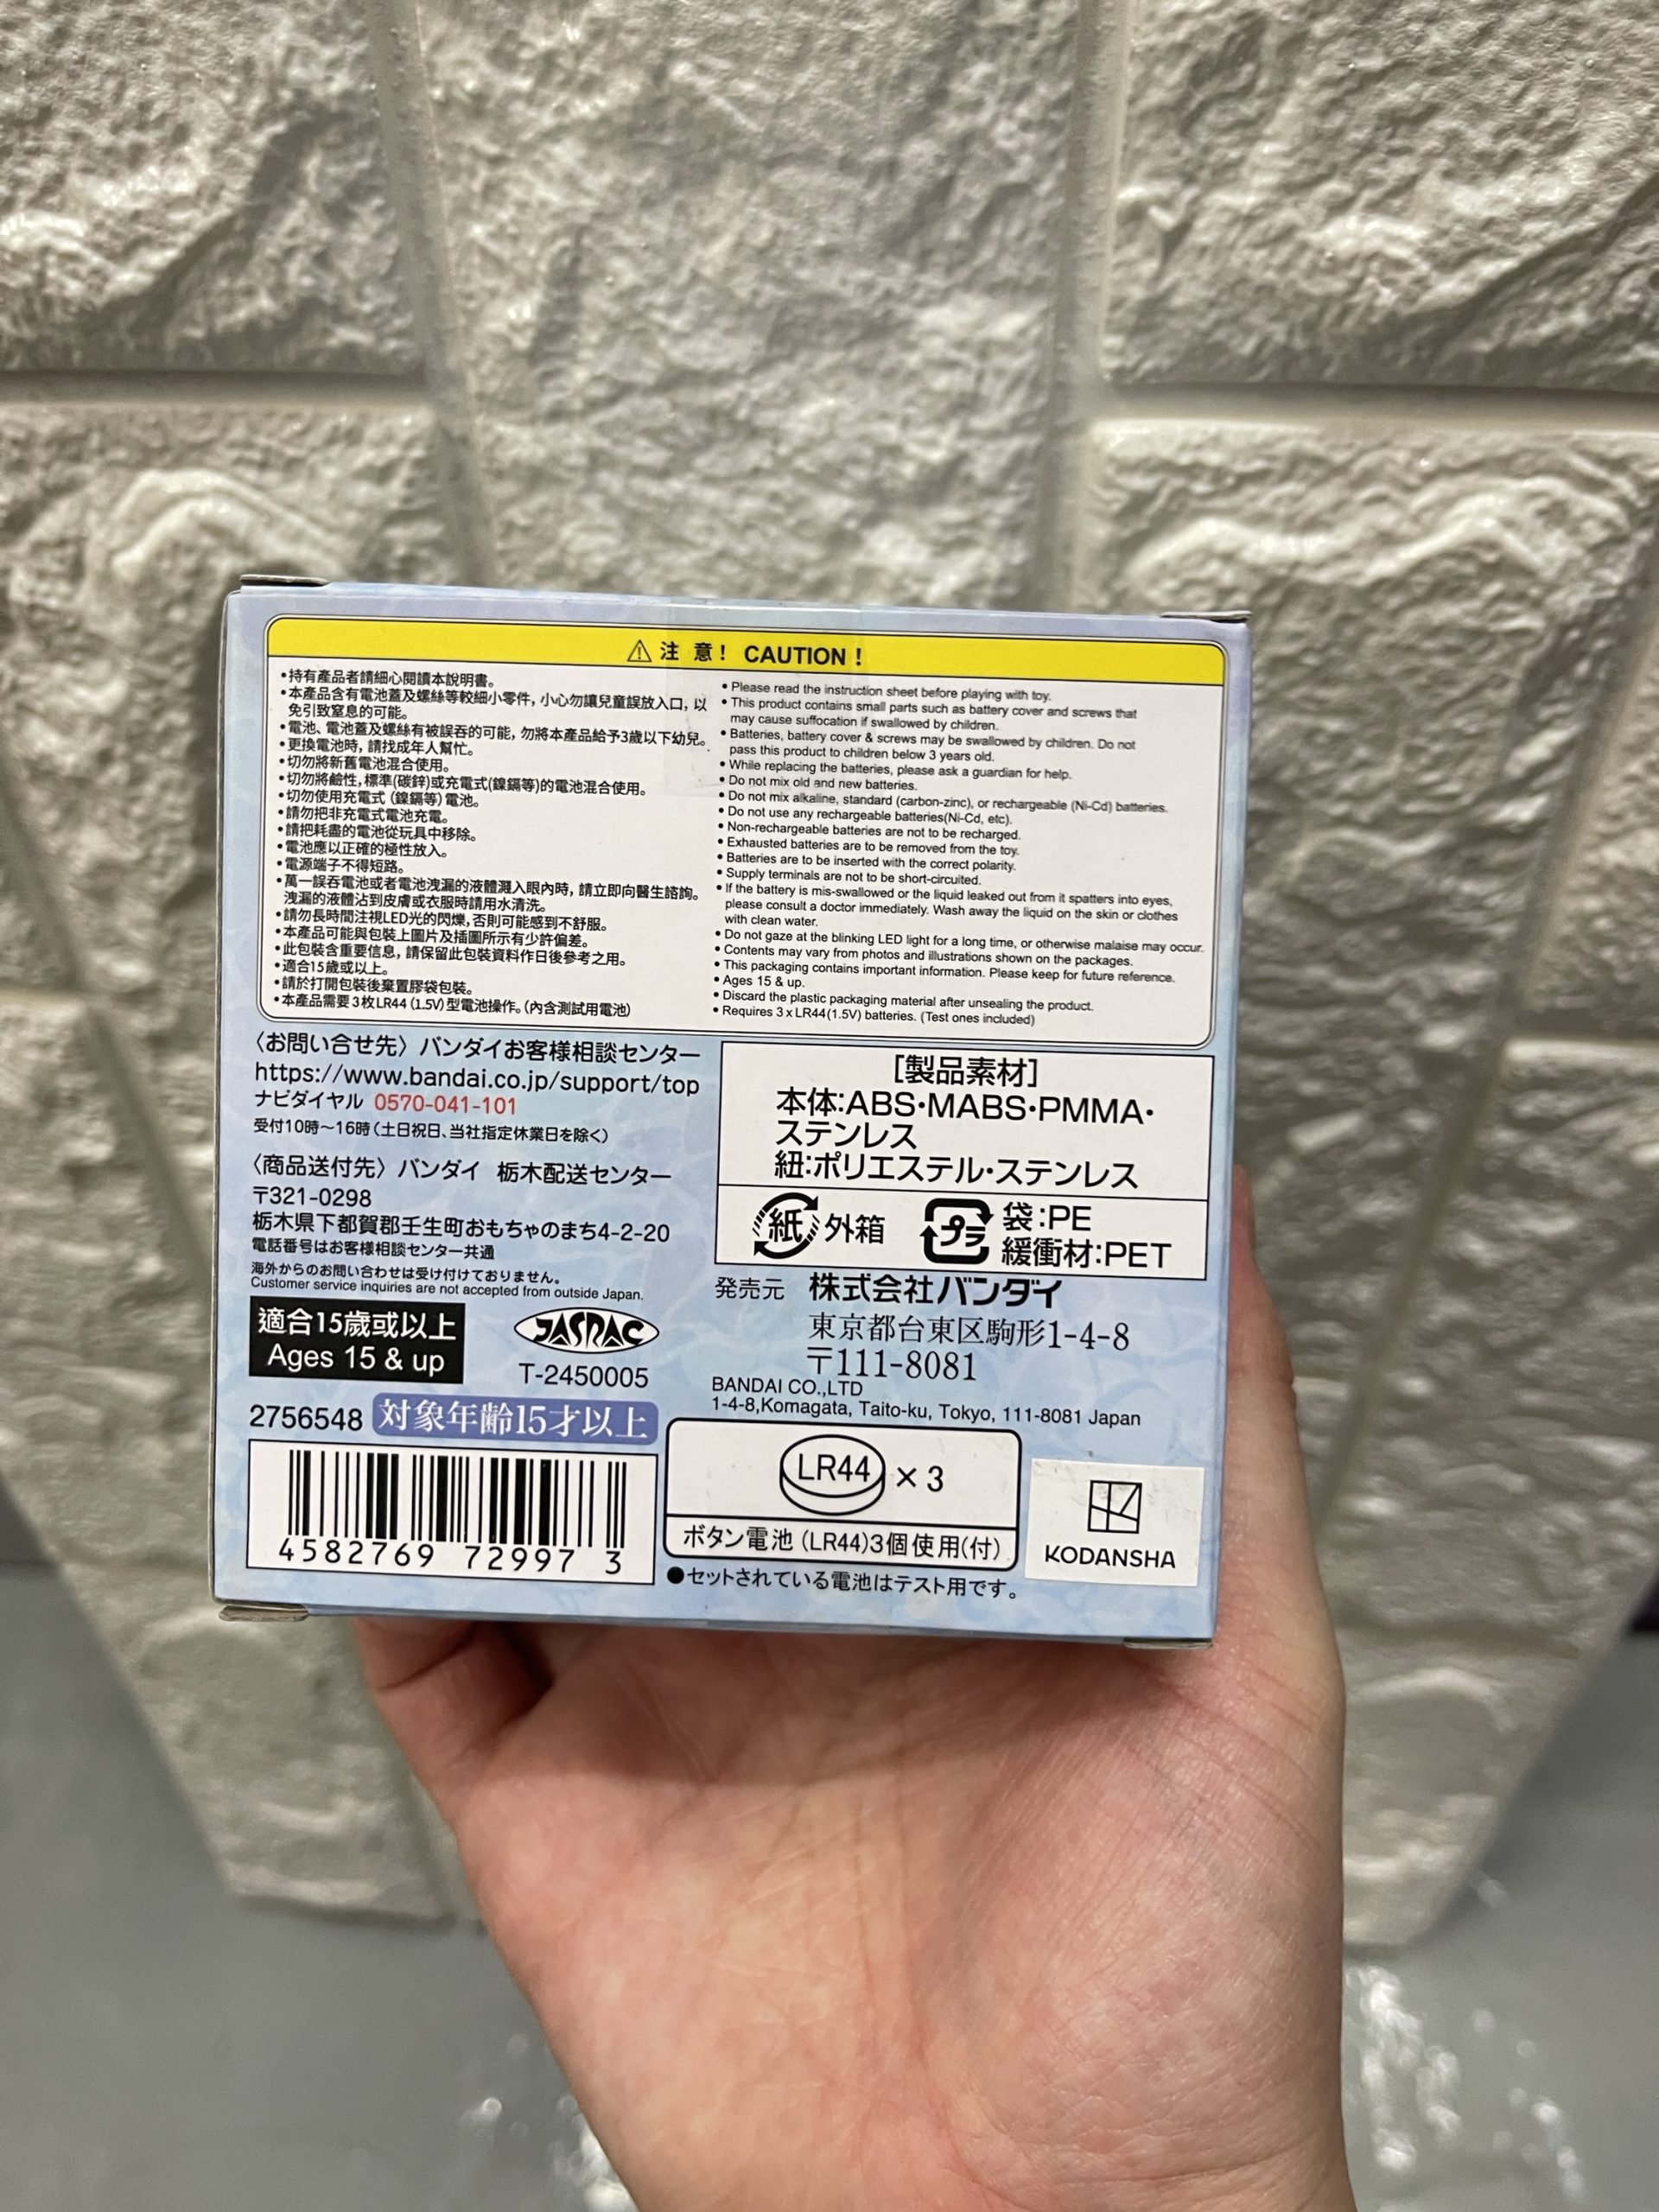 ⚠ 注 意! CAUTION!
•持有產品者請細心閱讀本說明書。
•本產品含有電池蓋及螺絲等較細小零件，小心勿讓兒童誤放入口，以
免引致窒息的可能。
•電池、電池蓋及螺絲有被誤吞的可能，勿將本產品給予3歲以下幼兒。
•更換電池時，請找成年人幫忙。
•切勿將新舊電池混合使用。
•切勿將鹼性，標準(碳鋅)或充電式(鎳鎘等)的電池混合使用。
•切勿使用充電式（鎳鎘等）電池。
•請勿把非充電式電池充電。
•請把耗盡的電池從玩具中移除。
•電池應以正確的極性放入。
•電源端子不得短路。
•萬一誤吞電池或者電池洩漏的液體濺入眼內時，請立即向醫生諮詢。
洩漏的液體沾到皮膚或衣服時請用水清洗。
•請勿長時間注視LED光的閃爍，否則可能感到不舒服。
•本產品可能與包裝上圖片及插圖所示有少許偏差。
•此包裝含重要信息，請保留此包裝資料作日後參考之用。
•適合15歲或以上。
•請於打開包裝後棄置膠袋包裝。
•本產品需要3枚LR44（1.5V）型電池操作。（內含測試用電池）
• Please read the instruction sheet before playing with toy.
• This product contains small parts such as battery cover and screws that
may cause suffocation if swallowed by children.
• Batteries, battery cover & screws may be swallowed by children. Do not
pass this product to children below 3 years old.
• While replacing the batteries, please ask a guardian for help.
• Do not mix old and new batteries.
• Do not mix alkaline, standard (carbon-zinc), or rechargeable (Ni-Cd) batteries.
• Do not use any rechargeable batteries(Ni-Cd, etc).
• Non-rechargeable batteries are not to be recharged.
• Exhausted batteries are to be removed from the toy.
• Batteries are to be inserted with the correct polarity.
• Supply terminals are not to be short-circuited.
• If the battery is mis-swallowed or the liquid leaked out from it spatters into eyes,
please consult a doctor immediately. Wash away the liquid on the skin or clothes
with clean water.
• Do not gaze at the blinking LED light for a long time, or otherwise malaise may occur.
• Contents may vary from photos and illustrations shown on the packages.
• This packaging contains important information. Please keep for future reference.
• Ages 15 & up.
• Discard the plastic packaging material after unsealing the product.
• Requires 3 x LR44(1.5V) batteries. (Test ones included)
〈お問い合せ先〉バンダイお客様相談センター
https://www.bandai.co.jp/support/top
ナビダイヤル 0570-041-101
受付10時～16時（土日祝日、当社指定休業日を除く）
〈商品送付先〉バンダイ 栃木配送センター
〒321-0298
栃木県下都賀郡壬生町おもちゃのまち4-2-20
電話番号はお客様相談センター共通
海外からのお問い合わせは受け付けておりません。
Customer service inquiries are not accepted from outside Japan.
適合15歲或以上
Ages 15 & up
JASRAC
T-2450005
2756548 対象年齢15才以上
4582769 72997 3
[製品素材]
本体:ABS・MABS・PMMA・
ステンレス
紐:ポリエステル・ステンレス
紙 外箱
プラ 袋:PE
緩衝材:PET
発売元 株式会社バンダイ
東京都台東区駒形1-4-8
〒111-8081
BANDAI CO.,LTD
1-4-8,Komagata, Taito-ku, Tokyo, 111-8081 Japan
LR44 × 3
ボタン電池（LR44）3個使用（付）
●セットされている電池はテスト用です。
KODANSHA